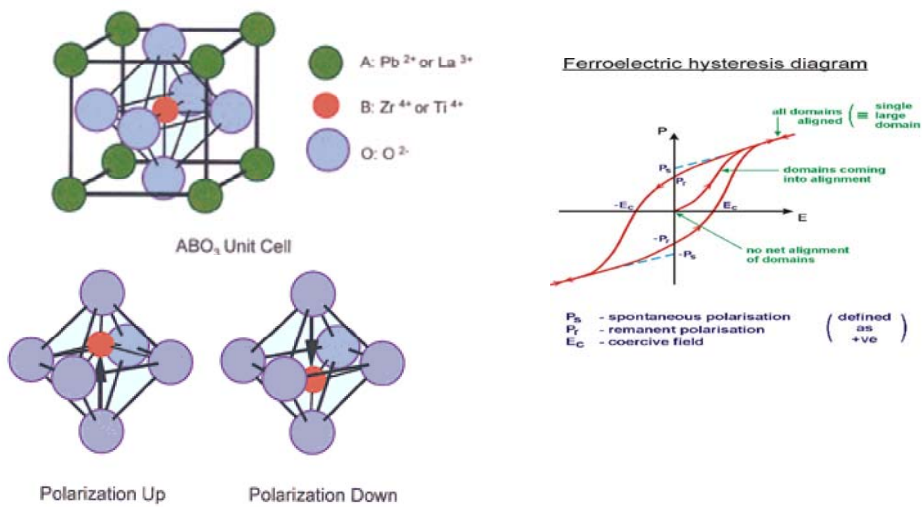 A: Pb 2+ or La 3+
B: Zr 4+ or Ti 4+
O: O 2-
ABO3 Unit Cell
Polarization Up
Polarization Down
Ferroelectric hysteresis diagram
all domains
aligned
( ≡ single
large
domain
P
Ps
Pr
domains coming
into alignment
-Ec
Ec
E
-Pr
-Ps
no net alignment
of domains
Ps - spontaneous polarisation
Pr - remanent polarisation
Ec - coercive field
( defined
as
+ve )